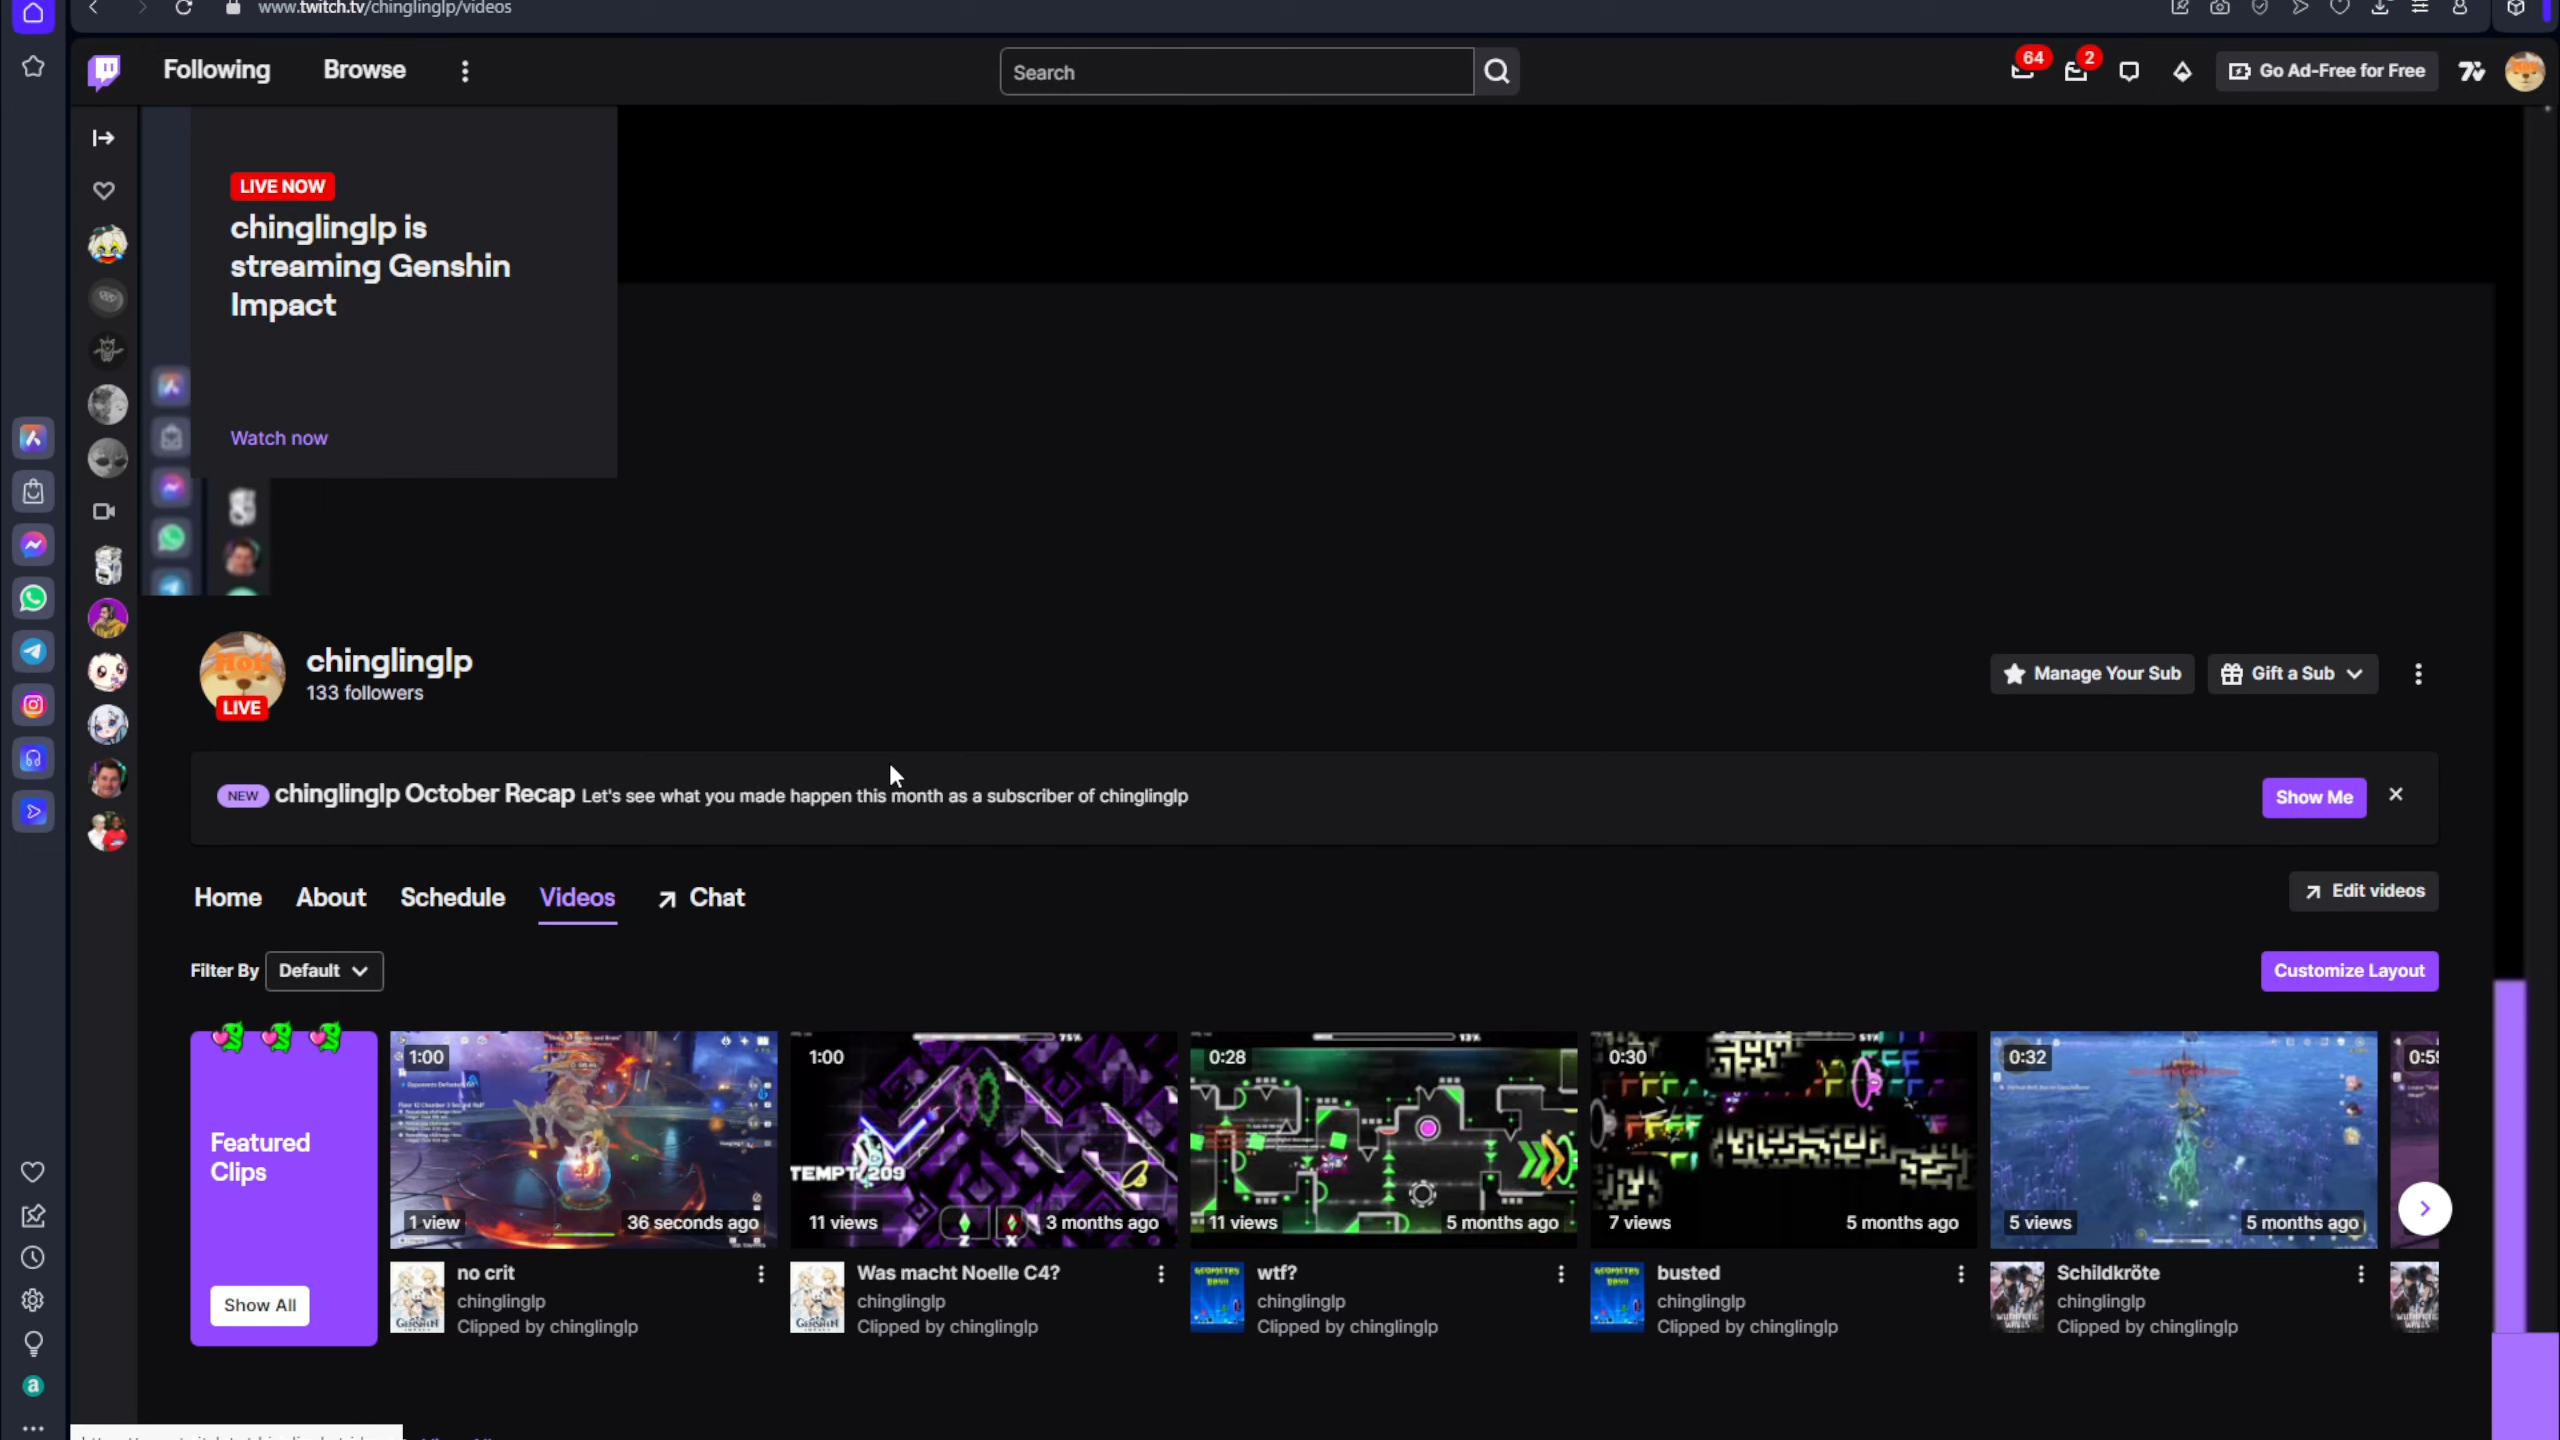 www.twitch.tv/chinglinglp/videos
Following
Browse
Search
64
2
Go Ad-Free for Free
LIVE NOW
chinglinglp is
streaming Genshin
Impact
Watch now
chinglinglp
133 followers
LIVE
Manage Your Sub
Gift a Sub
NEW
chinglinglp October Recap
Let's see what you made happen this month as a subscriber of chinglinglp
Show Me
Home
About
Schedule
Videos
Chat
Edit videos
Filter By
Default
Customize Layout
Featured
Clips
Show All
1:00
1 view
36 seconds ago
no crit
chinglinglp
Clipped by chinglinglp
1:00
75%
TEMPT 209
Z
X
11 views
3 months ago
Was macht Noelle C4?
chinglinglp
Clipped by chinglinglp
0:28
13%
11 views
5 months ago
wtf?
chinglinglp
Clipped by chinglinglp
0:30
51%
7 views
5 months ago
busted
chinglinglp
Clipped by chinglinglp
0:32
5 views
5 months ago
Schildkröte
chinglinglp
Clipped by chinglinglp